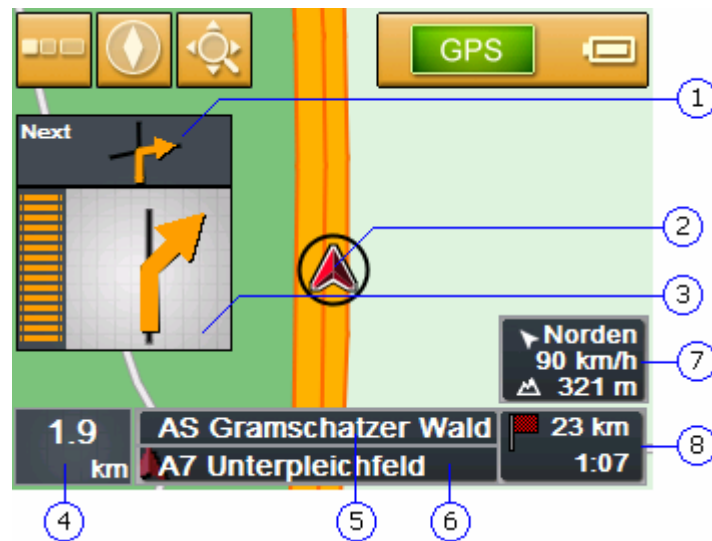 GPS
1
Next
2
3
Norden
90 km/h
7
321 m
1.9
km
AS Gramschatzer Wald
A7 Unterpleichfeld
23 km
1:07
8
4
5
6